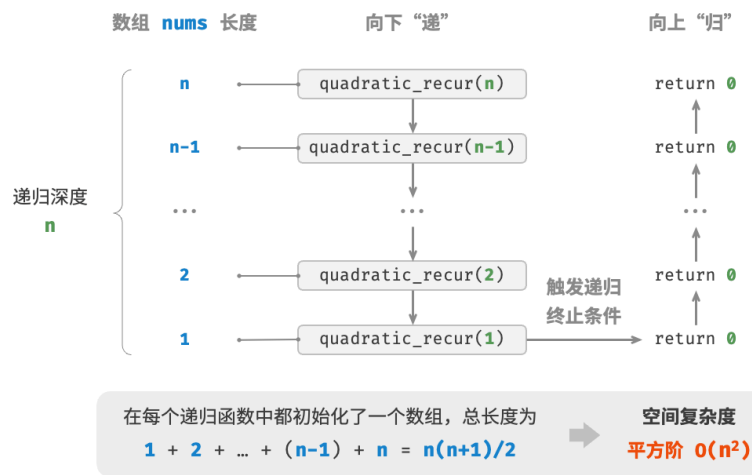 数组 nums 长度 向下“递” 向上“归”
n quadratic_recur(n) return 0
n-1 quadratic_recur(n-1) return 0
递归深度
n
... ... ...
2 quadratic_recur(2) return 0
触发递归
终止条件
1 quadratic_recur(1) return 0
在每个递归函数中都初始化了一个数组，总长度为
1 + 2 + … + (n-1) + n = n(n+1)/2
空间复杂度
平方阶 O(n²)